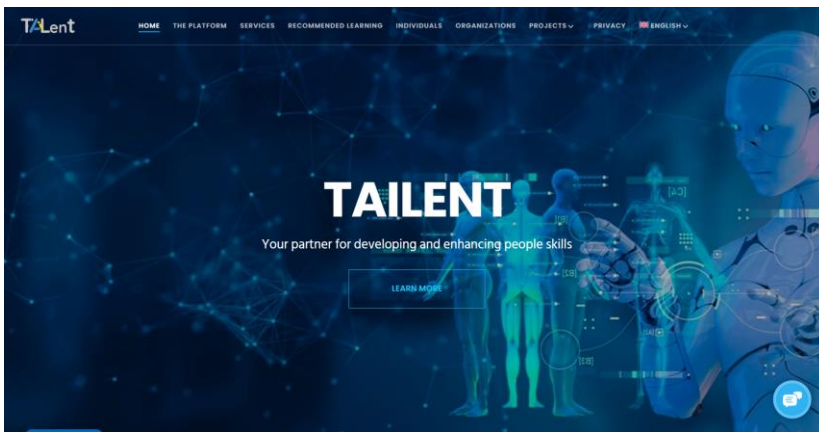 TAILent
HOME THE PLATFORM SERVICES RECOMMENDED LEARNING INDIVIDUALS ORGANIZATIONS PROJECTS PRIVACY ENGLISH
TAILENT
Your partner for developing and enhancing people skills
LEARN MORE